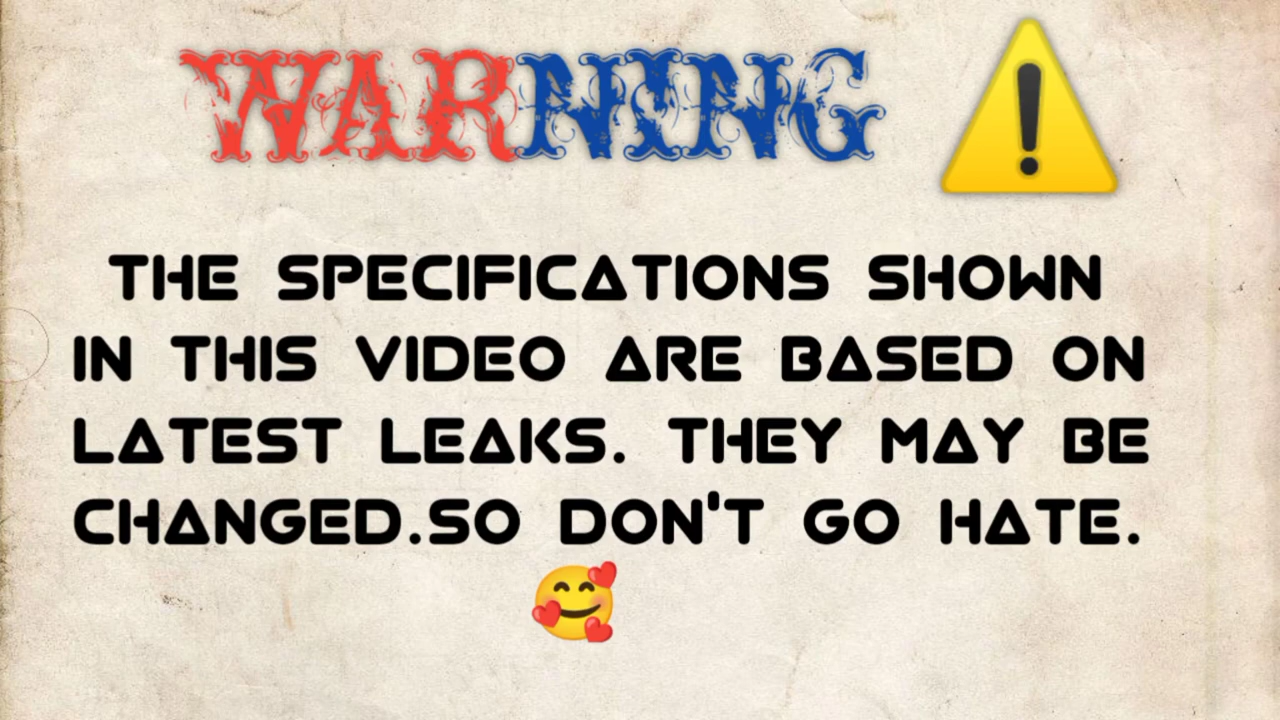 WARNING
THE SPECIFICATIONS SHOWN
IN THIS VIDEO ARE BASED ON
LATEST LEAKS. THEY MAY BE
CHANGED.SO DON'T GO HATE.